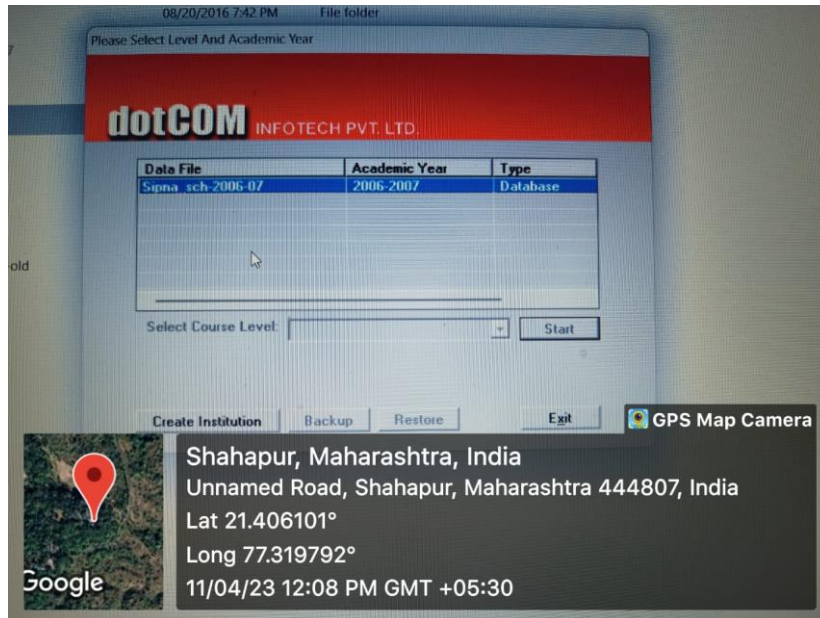 08/20/2016 7:42 PM File folder
Please Select Level And Academic Year
7
dotCOM INFOTECH PVT. LTD.
Data File Academic Year Type
Sipna_sch-2006-07 2006-2007 Database
old
Select Course Level: Start
Create Institution Backup Restore Exit
GPS Map Camera
Shahapur, Maharashtra, India
Unnamed Road, Shahapur, Maharashtra 444807, India
Lat 21.406101°
Long 77.319792°
11/04/23 12:08 PM GMT +05:30
Google